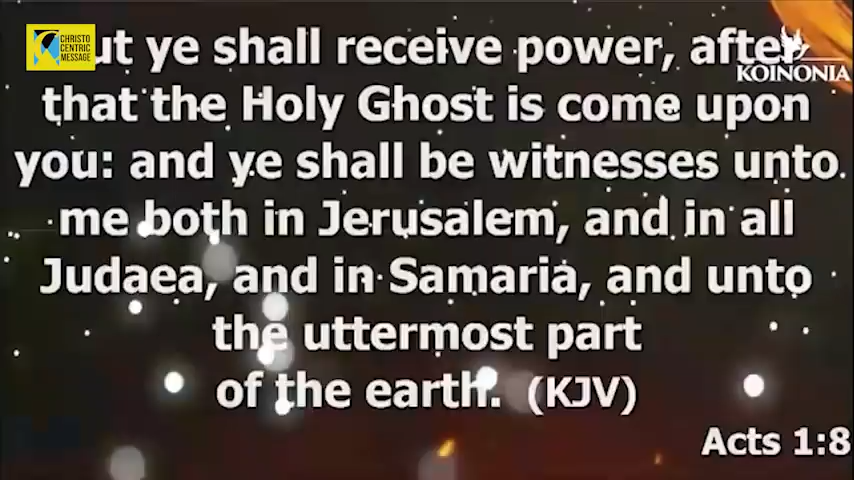 CHRISTO
CENTRIC
MESSAGE
KOINONIA
ut ye shall receive power, after
that the Holy Ghost is come upon
you: and ye shall be witnesses unto
me both in Jerusalem, and in all
Judaea, and in Samaria, and unto
the uttermost part
of the earth. (KJV)
Acts 1:8